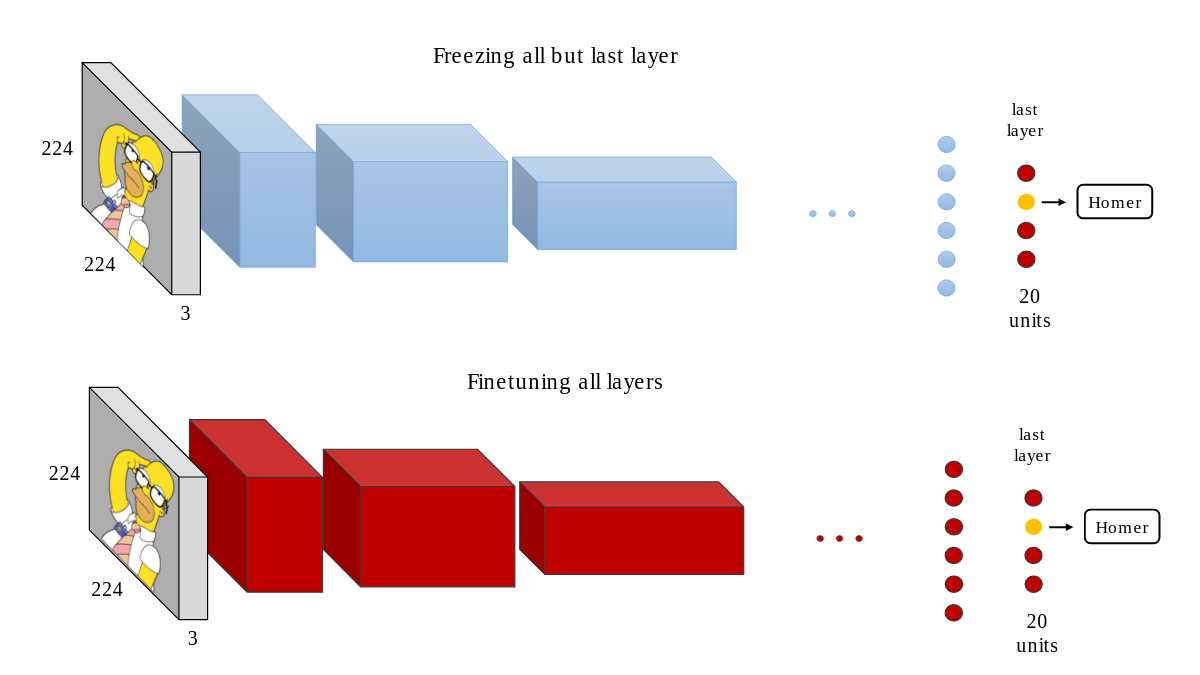 Freezing all but last layer
last
layer
224
Homer
224
20
units
3
Finetuning all layers
last
layer
224
Homer
224
20
units
3